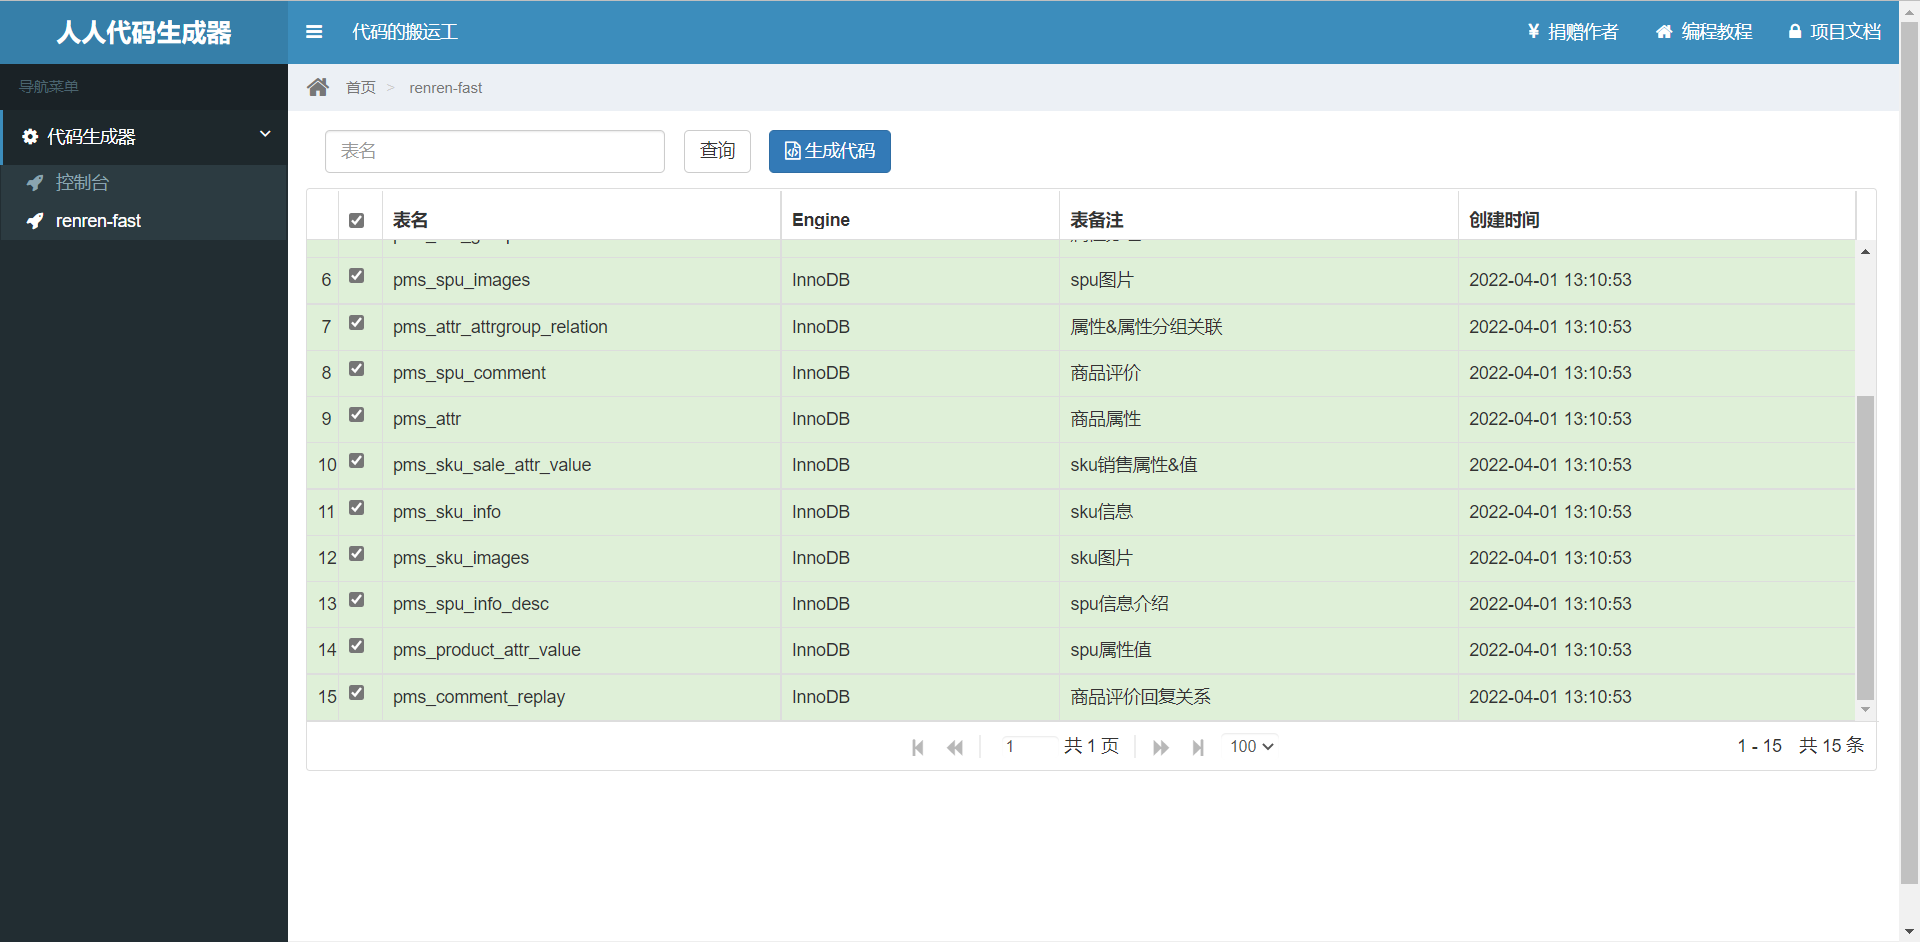 人人代码生成器
代码的搬运工
¥ 捐赠作者
编程教程
项目文档
导航菜单
代码生成器
控制台
renren-fast
首页 > renren-fast
表名
查询
生成代码
表名 Engine 表备注 创建时间
6 pms_spu_images InnoDB spu图片 2022-04-01 13:10:53
7 pms_attr_attrgroup_relation InnoDB 属性&属性分组关联 2022-04-01 13:10:53
8 pms_spu_comment InnoDB 商品评价 2022-04-01 13:10:53
9 pms_attr InnoDB 商品属性 2022-04-01 13:10:53
10 pms_sku_sale_attr_value InnoDB sku销售属性&值 2022-04-01 13:10:53
11 pms_sku_info InnoDB sku信息 2022-04-01 13:10:53
12 pms_sku_images InnoDB sku图片 2022-04-01 13:10:53
13 pms_spu_info_desc InnoDB spu信息介绍 2022-04-01 13:10:53
14 pms_product_attr_value InnoDB spu属性值 2022-04-01 13:10:53
15 pms_comment_replay InnoDB 商品评价回复关系 2022-04-01 13:10:53
1 共 1 页 100
1 - 15 共 15 条